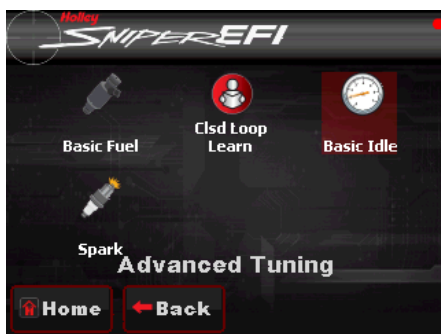 Holley
SNIPER EFI
Clsd Loop
Basic Fuel Learn Basic Idle
Spark
Advanced Tuning
Home Back